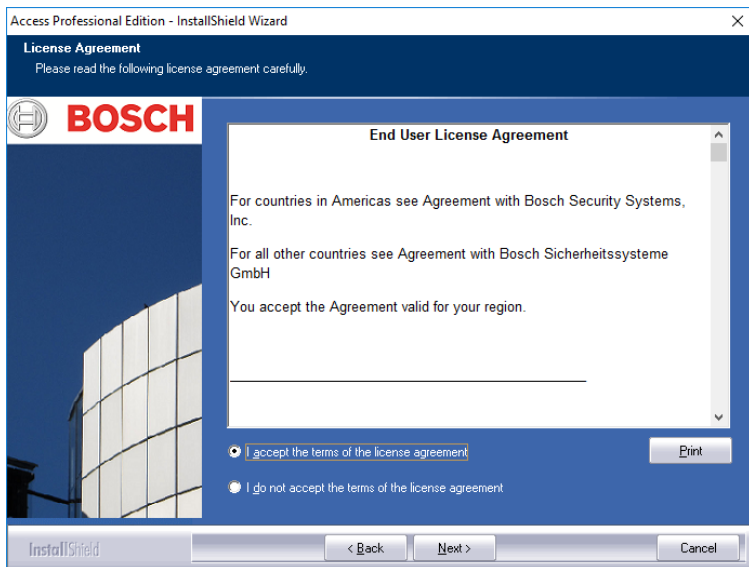 Access Professional Edition - InstallShield Wizard
License Agreement
Please read the following license agreement carefully.
BOSCH
End User License Agreement
For countries in Americas see Agreement with Bosch Security Systems,
Inc.
For all other countries see Agreement with Bosch Sicherheitssysteme
GmbH
You accept the Agreement valid for your region.
I accept the terms of the license agreement
Print
I do not accept the terms of the license agreement
InstallShield
< Back
Next >
Cancel